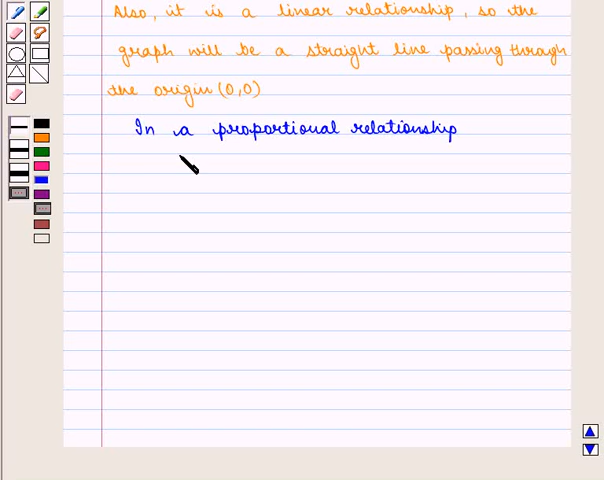 Also, it is a linear relationship, so the
graph will be a straight line passing through
the origin (0,0)
In a proportional relationship